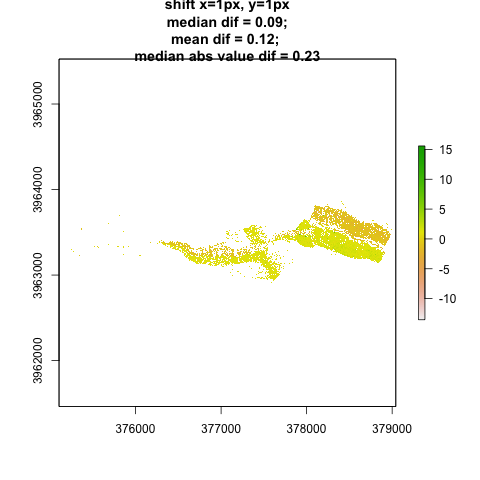 shift x=1px, y=1px
median dif = 0.09;
mean dif = 0.12;
median abs value dif = 0.23
3965000
3964000
3963000
3962000
376000 377000 378000 379000
15
10
5
0
-5
-10